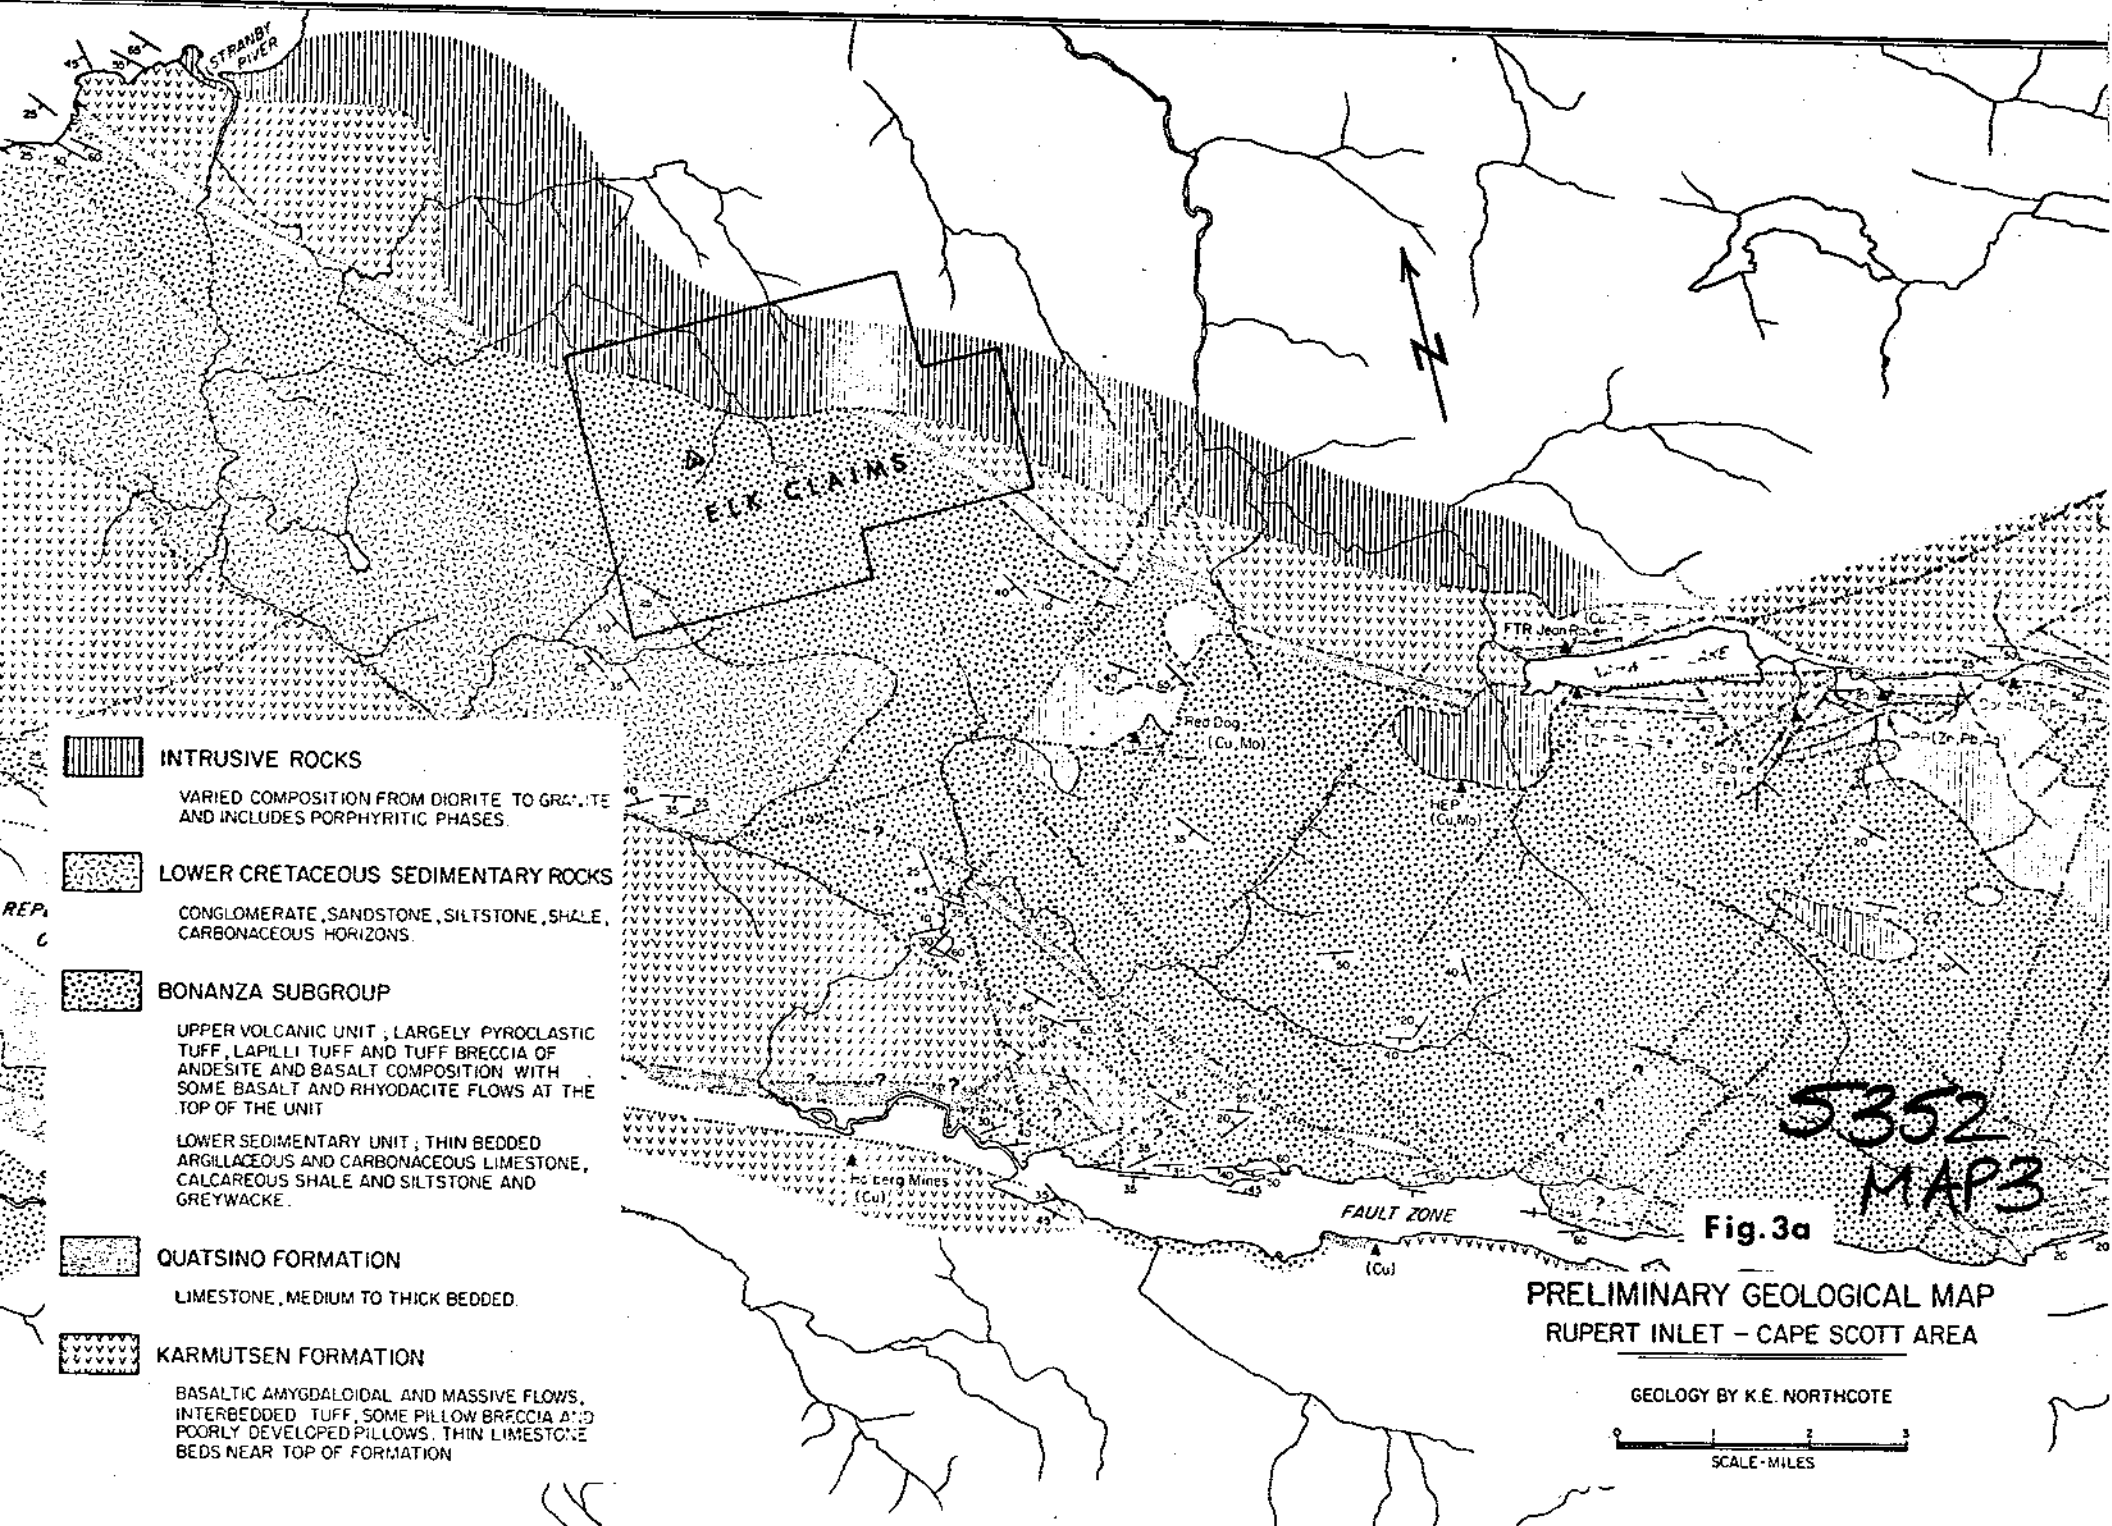 STRANBY
RIVER
ELK CLAIMS
N
FTR Jean
LAKE
Red Dog
(Cu, Mo)
HEP
(Cu, Mo)
(Zn, Pb,
(Fe)
INTRUSIVE ROCKS
VARIED COMPOSITION FROM DIORITE TO GRANITE
AND INCLUDES PORPHYRITIC PHASES.
LOWER CRETACEOUS SEDIMENTARY ROCKS
CONGLOMERATE, SANDSTONE, SILTSTONE, SHALE,
CARBONACEOUS HORIZONS.
BONANZA SUBGROUP
UPPER VOLCANIC UNIT; LARGELY PYROCLASTIC
TUFF, LAPILLI TUFF AND TUFF BRECCIA OF
ANDESITE AND BASALT COMPOSITION WITH
SOME BASALT AND RHYODACITE FLOWS AT THE
TOP OF THE UNIT
LOWER SEDIMENTARY UNIT; THIN BEDDED
ARGILLACEOUS AND CARBONACEOUS LIMESTONE,
CALCAREOUS SHALE AND SILTSTONE AND
GREYWACKE.
QUATSINO FORMATION
LIMESTONE, MEDIUM TO THICK BEDDED.
KARMUTSEN FORMATION
BASALTIC AMYGDALOIDAL AND MASSIVE FLOWS,
INTERBEDDED TUFF, SOME PILLOW BRECCIA AND
POORLY DEVELOPED PILLOWS. THIN LIMESTONE
BEDS NEAR TOP OF FORMATION
Holberg Mines
(Cu)
FAULT ZONE
(Cu)
5352
MAP3
Fig. 3a
PRELIMINARY GEOLOGICAL MAP
RUPERT INLET – CAPE SCOTT AREA
GEOLOGY BY K.E. NORTHCOTE
0 1 2 3
SCALE-MILES